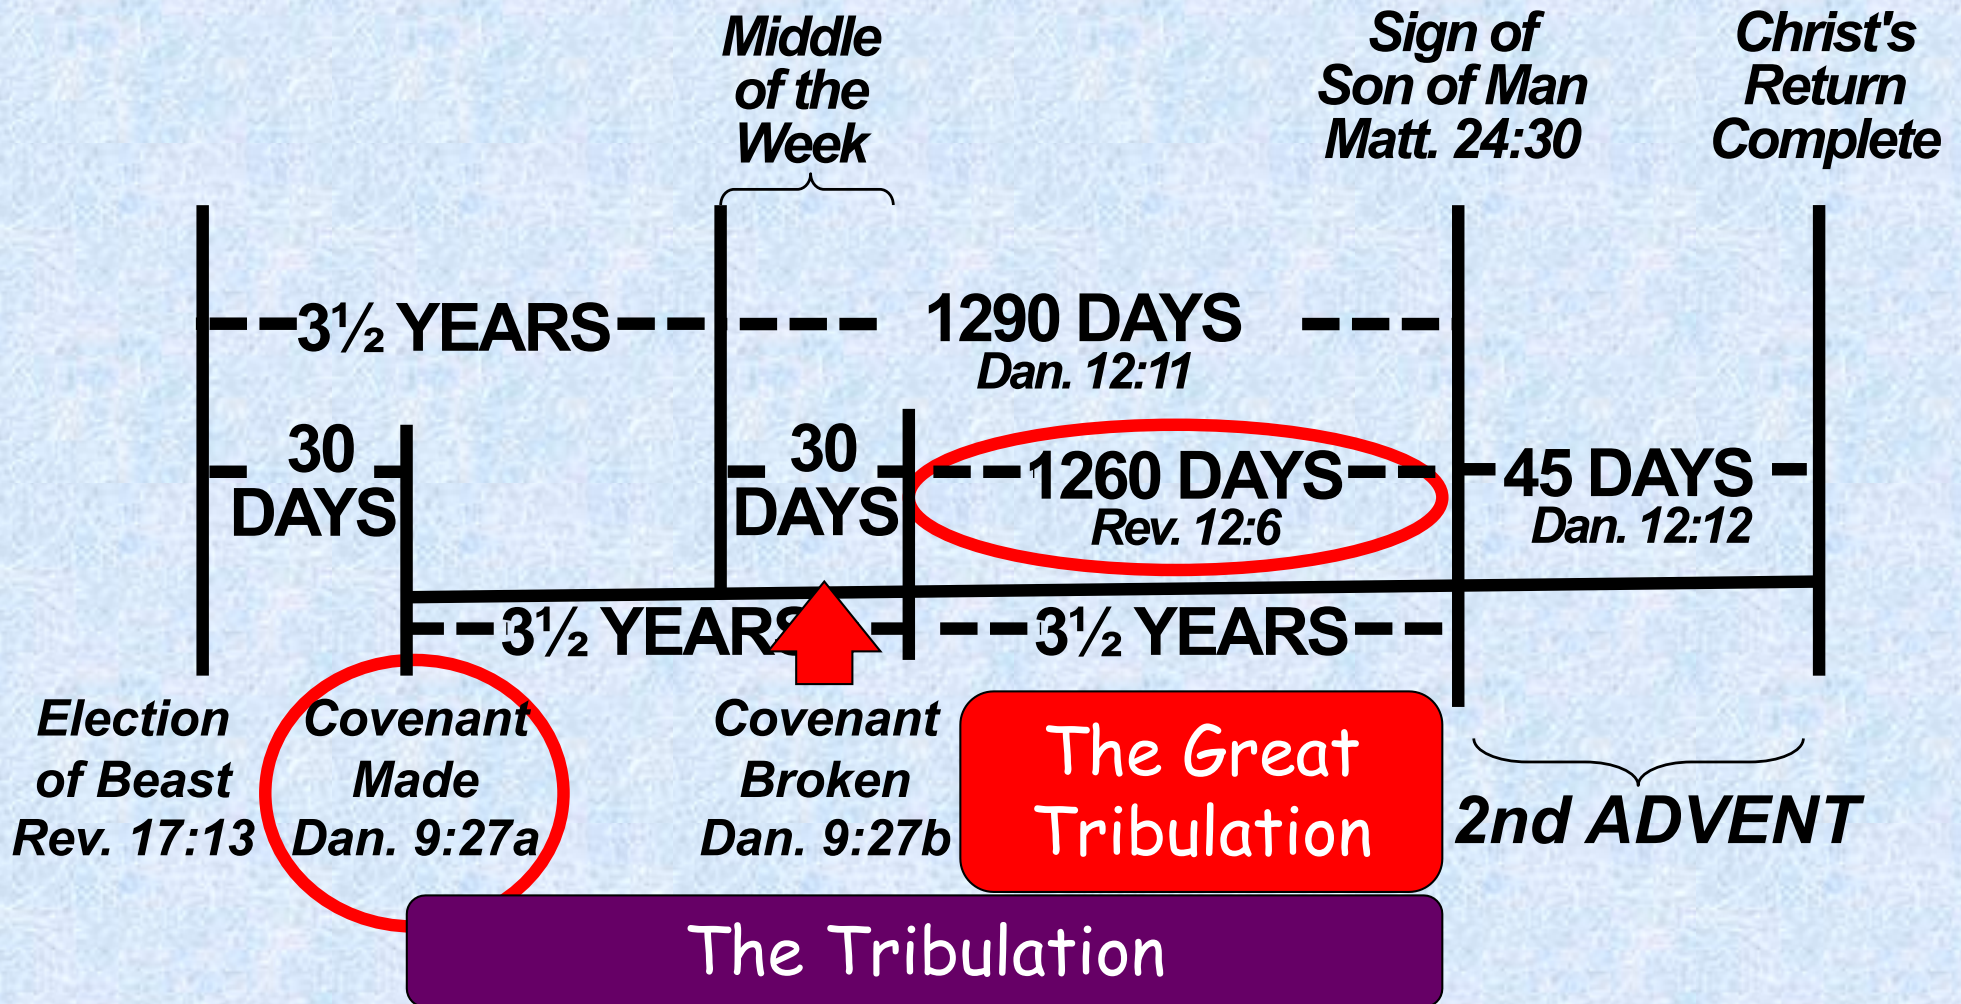 Middle
of the
Week
Sign of
Son of Man
Matt. 24:30
Christ's
Return
Complete
3½ YEARS
1290 DAYS
Dan. 12:11
30
DAYS
30
DAYS
1260 DAYS
Rev. 12:6
45 DAYS
Dan. 12:12
3½ YEARS
3½ YEARS
Election
of Beast
Rev. 17:13
Covenant
Made
Dan. 9:27a
Covenant
Broken
Dan. 9:27b
The Great
Tribulation
2nd ADVENT
The Tribulation